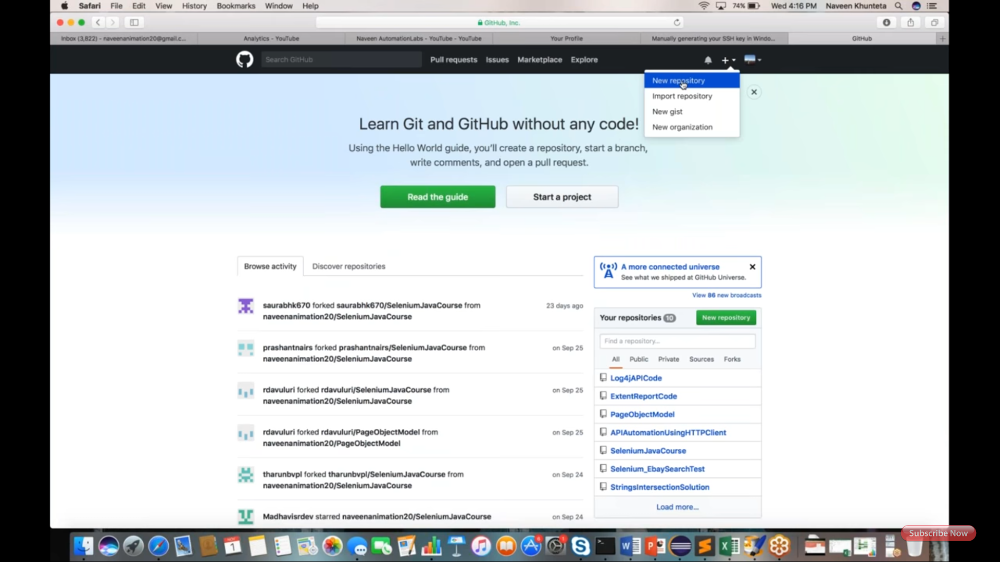 Safari File Edit View History Bookmarks Window Help 74% Wed 4:16 PM Naveen Khunteta
GitHub, Inc.
Inbox (3,822) - naveenanimation20@gmail.c... Analytics - YouTube Naveen AutomationLabs - YouTube - YouTube Your Profile Manually generating your SSH key in Windo... GitHub
Search GitHub Pull requests Issues Marketplace Explore
New repository
Import repository
New gist
New organization
Learn Git and GitHub without any code!
Using the Hello World guide, you’ll create a repository, start a branch,
write comments, and open a pull request.
Read the guide Start a project
Browse activity Discover repositories
A more connected universe
See what we shipped at GitHub Universe.
View 86 new broadcasts
saurabhk670 forked saurabhk670/SeleniumJavaCourse from 23 days ago
naveenanimation20/SeleniumJavaCourse
prashantnairs forked prashantnairs/SeleniumJavaCourse from on Sep 25
naveenanimation20/SeleniumJavaCourse
rdavuluri forked rdavuluri/SeleniumJavaCourse from on Sep 25
naveenanimation20/SeleniumJavaCourse
rdavuluri forked rdavuluri/PageObjectModel from on Sep 25
naveenanimation20/PageObjectModel
tharunbvpl forked tharunbvpl/SeleniumJavaCourse from on Sep 24
naveenanimation20/SeleniumJavaCourse
Madhavisrdev starred naveenanimation20/SeleniumJavaCourse on Sep 24
Your repositories 10 New repository
Find a repository...
All Public Private Sources Forks
Log4jAPICode
ExtentReportCode
PageObjectModel
APIAutomationUsingHTTPClient
SeleniumJavaCourse
Selenium_EbaySearchTest
StringsIntersectionSolution
Load more...
Subscribe Now